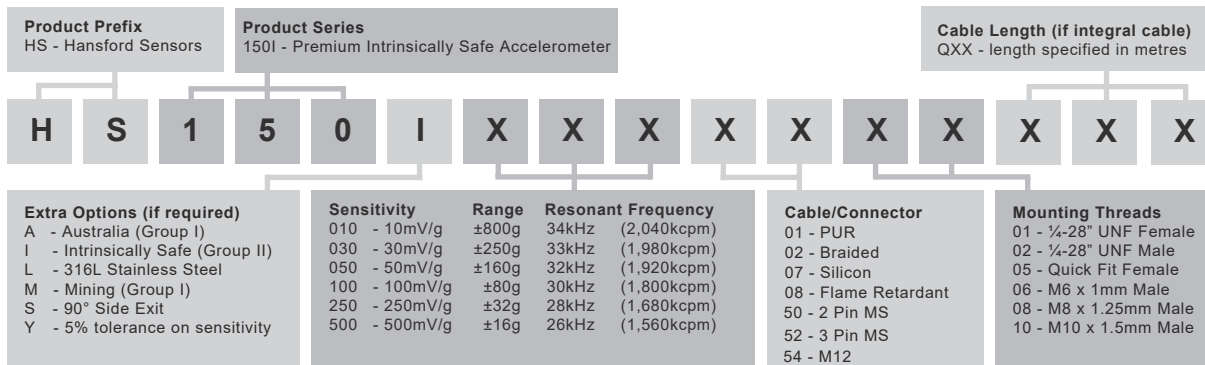 Product Prefix
HS - Hansford Sensors
Product Series
150I - Premium Intrinsically Safe Accelerometer
Cable Length (if integral cable)
QXX - length specified in metres
H S 1 5 0 I X X X X X X X X X X
Extra Options (if required)
A - Australia (Group I)
I - Intrinsically Safe (Group II)
L - 316L Stainless Steel
M - Mining (Group I)
S - 90° Side Exit
Y - 5% tolerance on sensitivity
Sensitivity Range Resonant Frequency
010 - 10mV/g ±800g 34kHz (2,040kcpm)
030 - 30mV/g ±250g 33kHz (1,980kcpm)
050 - 50mV/g ±160g 32kHz (1,920kcpm)
100 - 100mV/g ±80g 30kHz (1,800kcpm)
250 - 250mV/g ±32g 28kHz (1,680kcpm)
500 - 500mV/g ±16g 26kHz (1,560kcpm)
Cable/Connector
01 - PUR
02 - Braided
07 - Silicon
08 - Flame Retardant
50 - 2 Pin MS
52 - 3 Pin MS
54 - M12
Mounting Threads
01 - ¼-28” UNF Female
02 - ¼-28” UNF Male
05 - Quick Fit Female
06 - M6 x 1mm Male
08 - M8 x 1.25mm Male
10 - M10 x 1.5mm Male